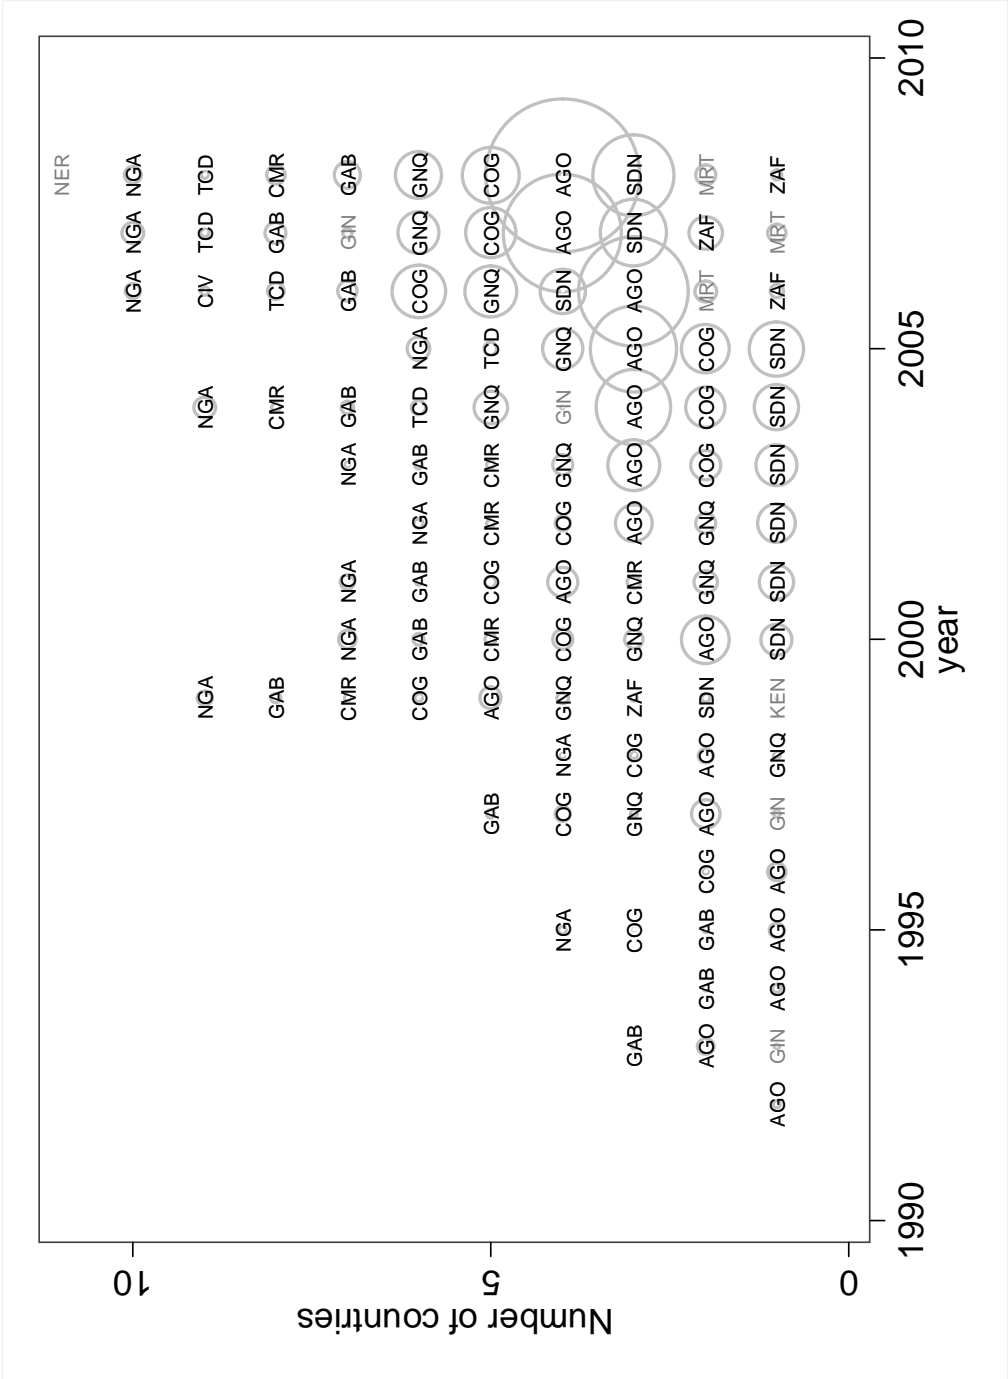 Number of countries
NER
10 NGA NGA NGA
NGA NGA CIV TCD TCD
GAB CMR TCD GAB CMR
CMR NGA NGA NGA GAB GAB GIN GAB
COG GAB GAB NGA GAB TCD NGA COG GNQ GNQ
5 GAB AGO CMR COG CMR CMR GNQ TCD GNQ COG COG
NGA COG NGA GNQ COG AGO COG GNQ GIN GNQ SDN AGO AGO
GAB COG GNQ COG ZAF GNQ CMR AGO AGO AGO AGO AGO SDN SDN
AGO GAB GAB COG AGO AGO SDN AGO GNQ GNQ COG COG COG MRT ZAF MRT
AGO GIN AGO AGO AGO GIN GNQ KEN SDN SDN SDN SDN SDN SDN ZAF MRT ZAF
0
1990 1995 2000 2005 2010
year